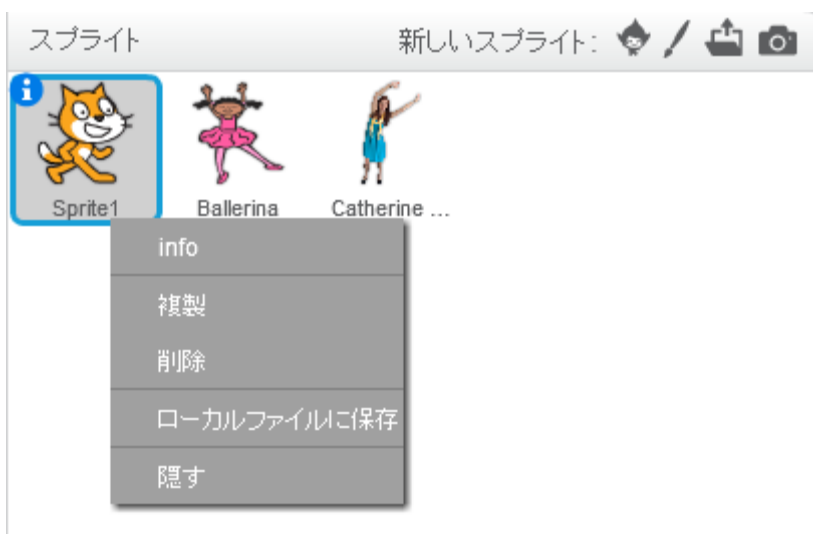 スプライト 新しいスプライト:
Sprite1 Ballerina Catherine ...
info
複製
削除
ローカルファイルに保存
隠す